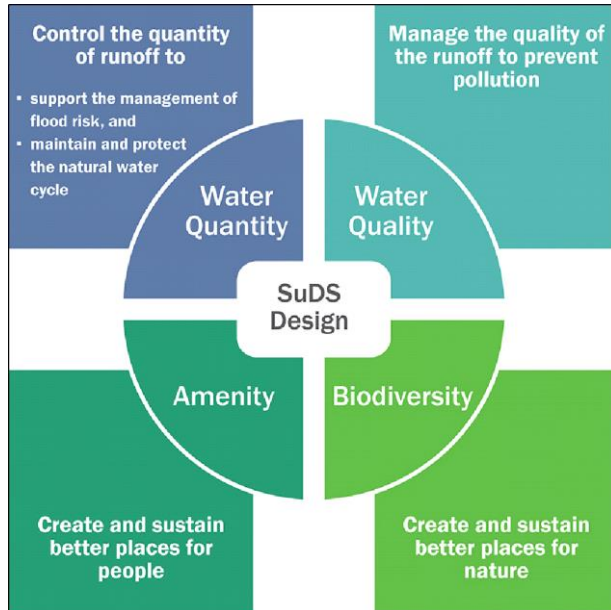 Control the quantity
of runoff to
• support the management of
flood risk, and
• maintain and protect
the natural water
cycle
Manage the quality of
the runoff to prevent
pollution
Water
Quantity
Water
Quality
SuDS
Design
Amenity
Biodiversity
Create and sustain
better places for
people
Create and sustain
better places for
nature